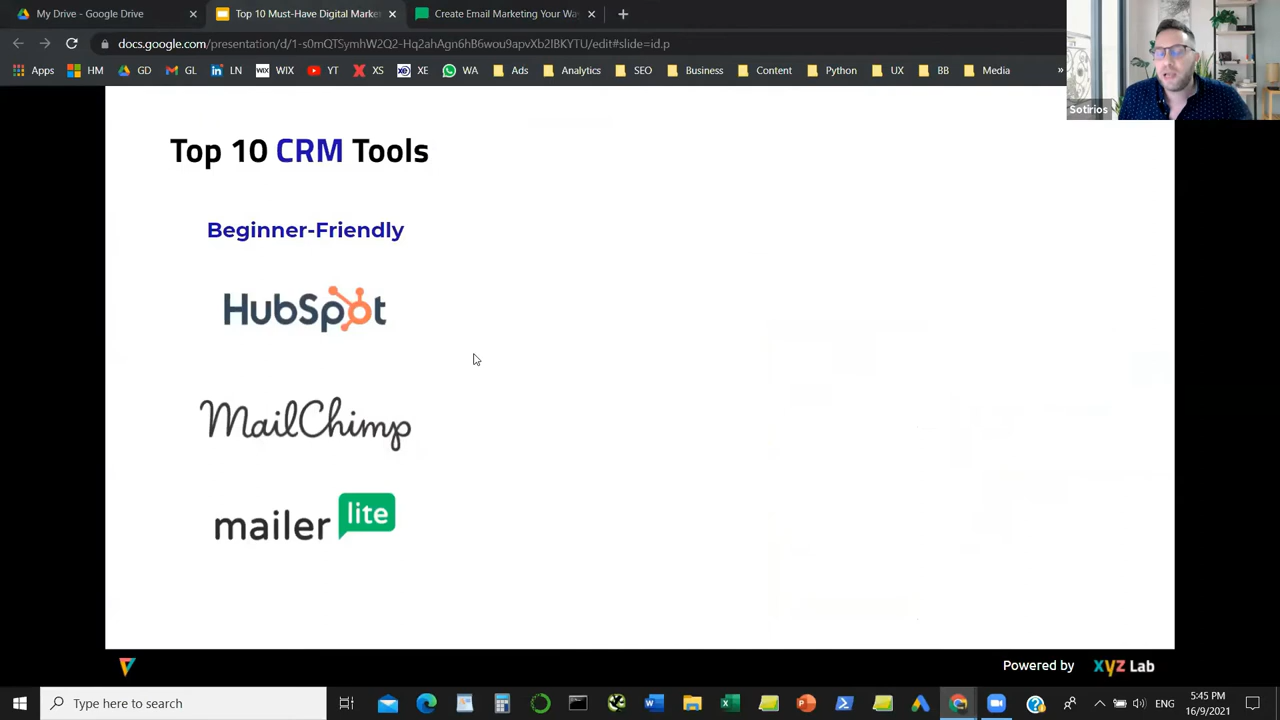 My Drive - Google Drive
Top 10 Must-Have Digital Market
Create Email Marketing Your Wa
docs.google.com/presentation/d/1-s0mQTSymhW2Q2-Hq2ahAgn6hB6wou9apvXb2IBKYTU/edit#slide=id.p
Apps HM GD GL LN WIX WIX YT XS XE WA Analytics SEO Business Content Python BB Media »
Sotirios
Top 10 CRM Tools
Beginner-Friendly
HubSpot
MailChimp
mailer lite
Powered by XYZ Lab
Type here to search
ENG
5:45 PM
16/9/2021